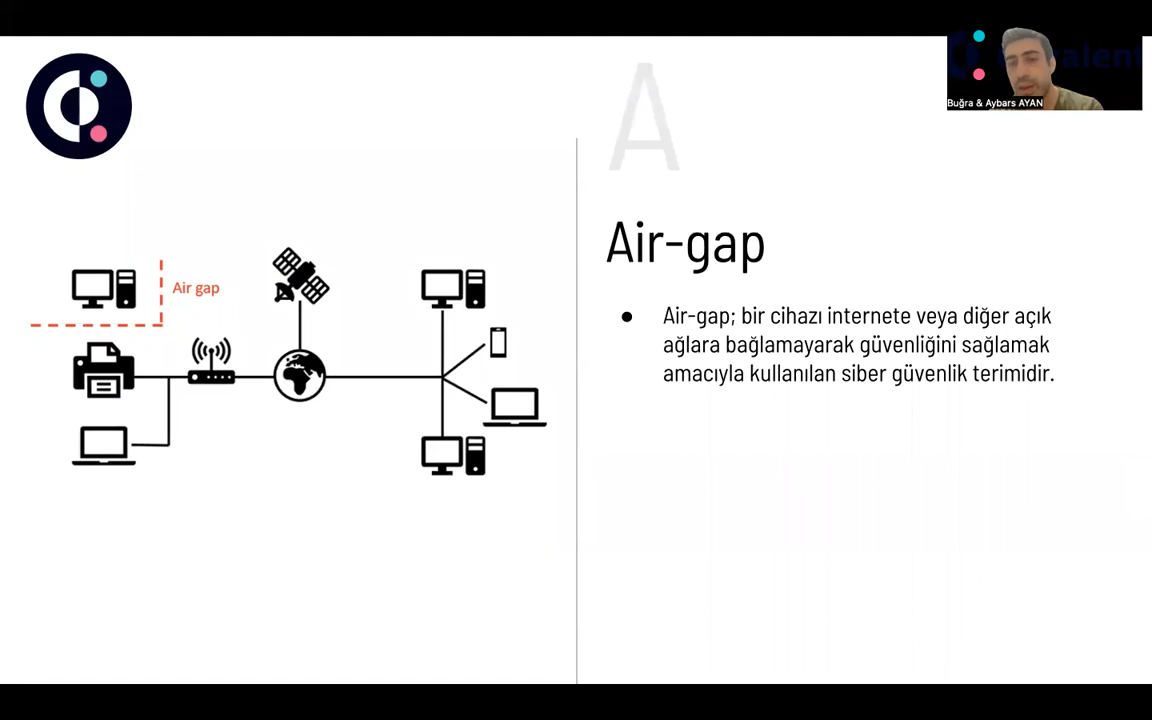 A
Buğra & Aybars AYAN
Air-gap
Air gap
● Air-gap; bir cihazı internete veya diğer açık
ağlara bağlamayarak güvenliğini sağlamak
amacıyla kullanılan siber güvenlik terimidir.